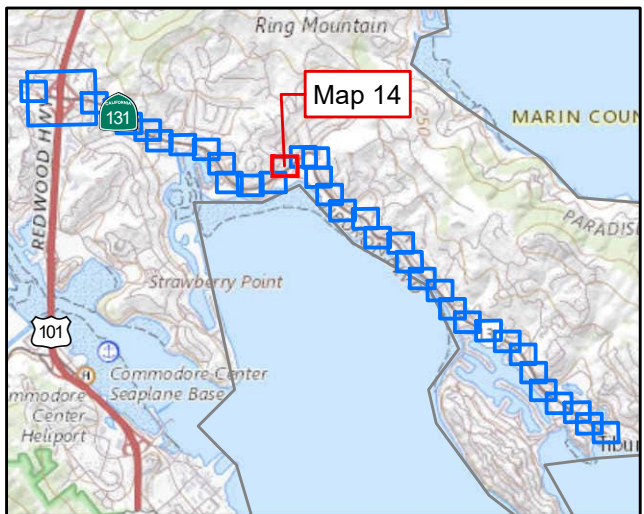 Ring Mountain
Map 14
CALIFORNIA
131
250
MARIN COUN
REDWOOD HWY
PARADIS
Strawberry Point
101
Commodore Center
Seaplane Base
H
mmodore
Center
Heliport
Tibur